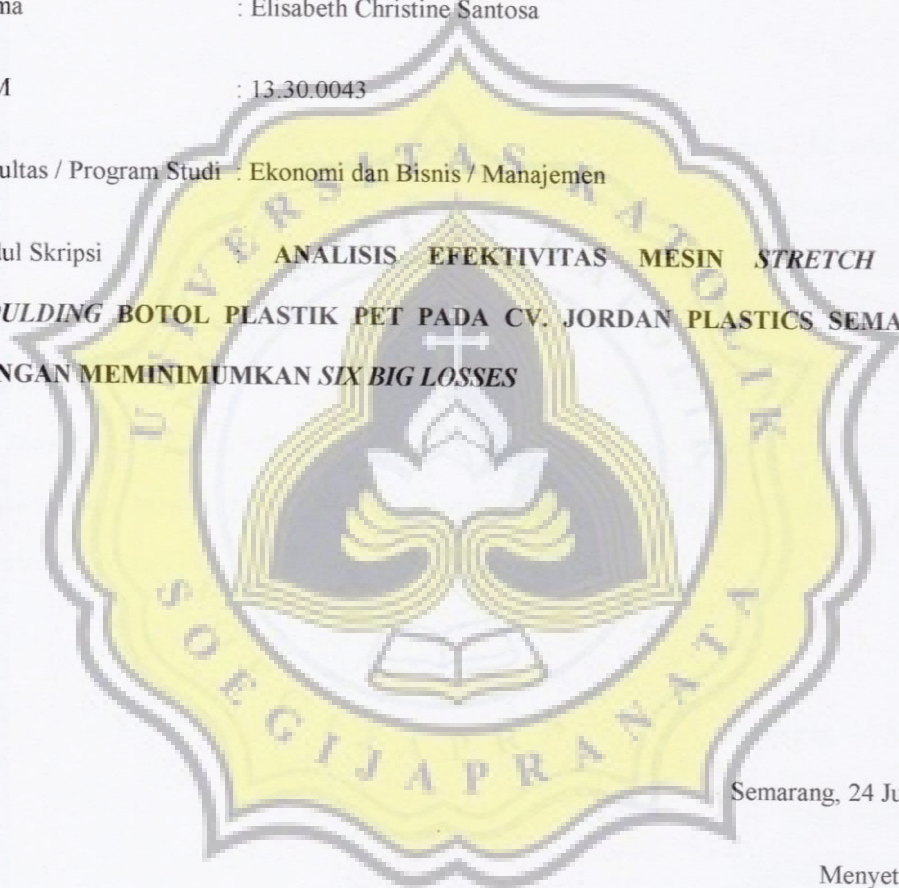 ma : Elisabeth Christine Santosa
M : 13.30.0043
ultas / Program Studi : Ekonomi dan Bisnis / Manajemen
dul Skripsi ANALISIS EFEKTIVITAS MESIN STRETCH
OULDING BOTOL PLASTIK PET PADA CV. JORDAN PLASTICS SEMA
NGAN MEMINIMUMKAN SIX BIG LOSSES
UNIVERSITAS KATOLIK
SOEGIJAPRANATA
Semarang, 24 Ju
Menyet